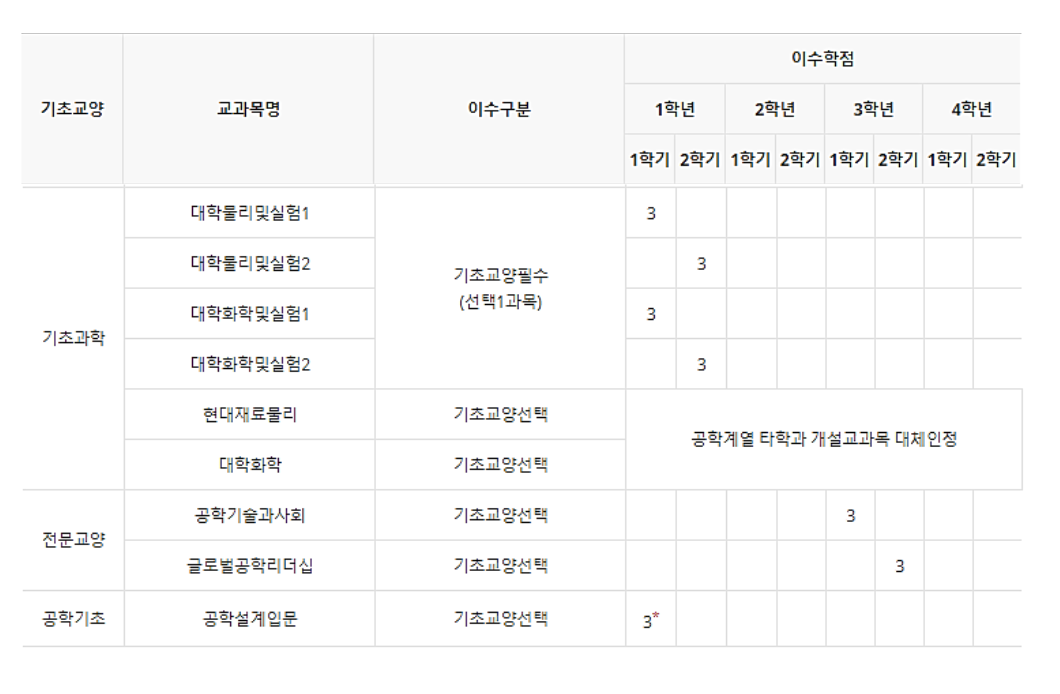 기초교양 교과목명 이수구분 이수학점
1학년 2학년 3학년 4학년
1학기 2학기 1학기 2학기 1학기 2학기 1학기 2학기
기초과학
대학물리및실험1 3
대학물리및실험2 3
기초교양필수
(선택1과목)
대학화학및실험1 3
대학화학및실험2 3
현대재료물리 기초교양선택
공학계열 타학과 개설교과목 대체인정
대학화학 기초교양선택
전문교양
공학기술과사회 기초교양선택 3
글로벌공학리더십 기초교양선택 3
공학기초 공학설계입문 기초교양선택 3*